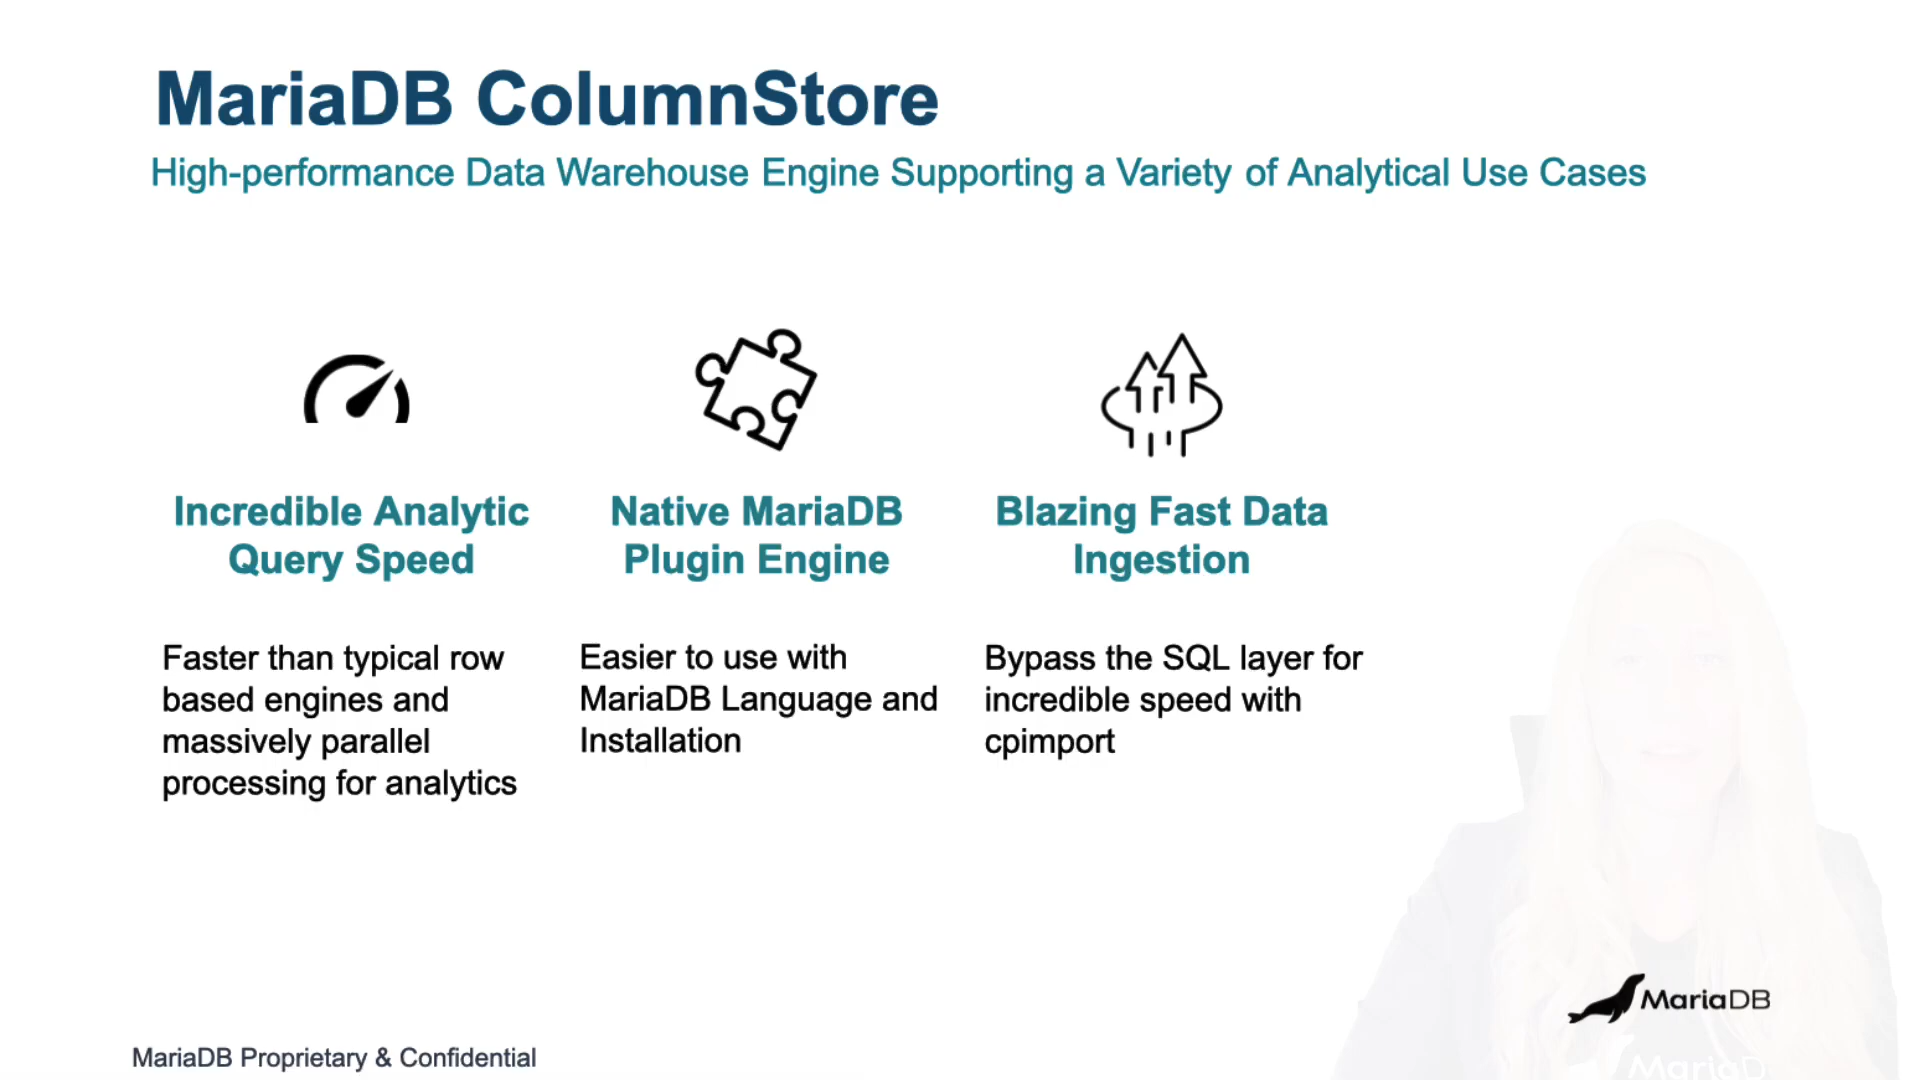 MariaDB ColumnStore
High-performance Data Warehouse Engine Supporting a Variety of Analytical Use Cases
Incredible Analytic
Query Speed
Faster than typical row
based engines and
massively parallel
processing for analytics
Native MariaDB
Plugin Engine
Easier to use with
MariaDB Language and
Installation
Blazing Fast Data
Ingestion
Bypass the SQL layer for
incredible speed with
cpimport
MariaDB
MariaD
MariaDB Proprietary & Confidential